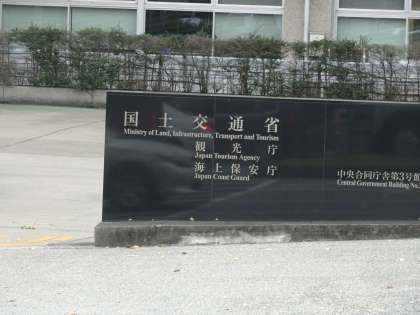 国土交通省
Ministry of Land, Infrastructure, Transport and Tourism
観光庁
Japan Tourism Agency
海上保安庁
Japan Coast Guard
中央合同庁舎第3号館
Central Government Building No.